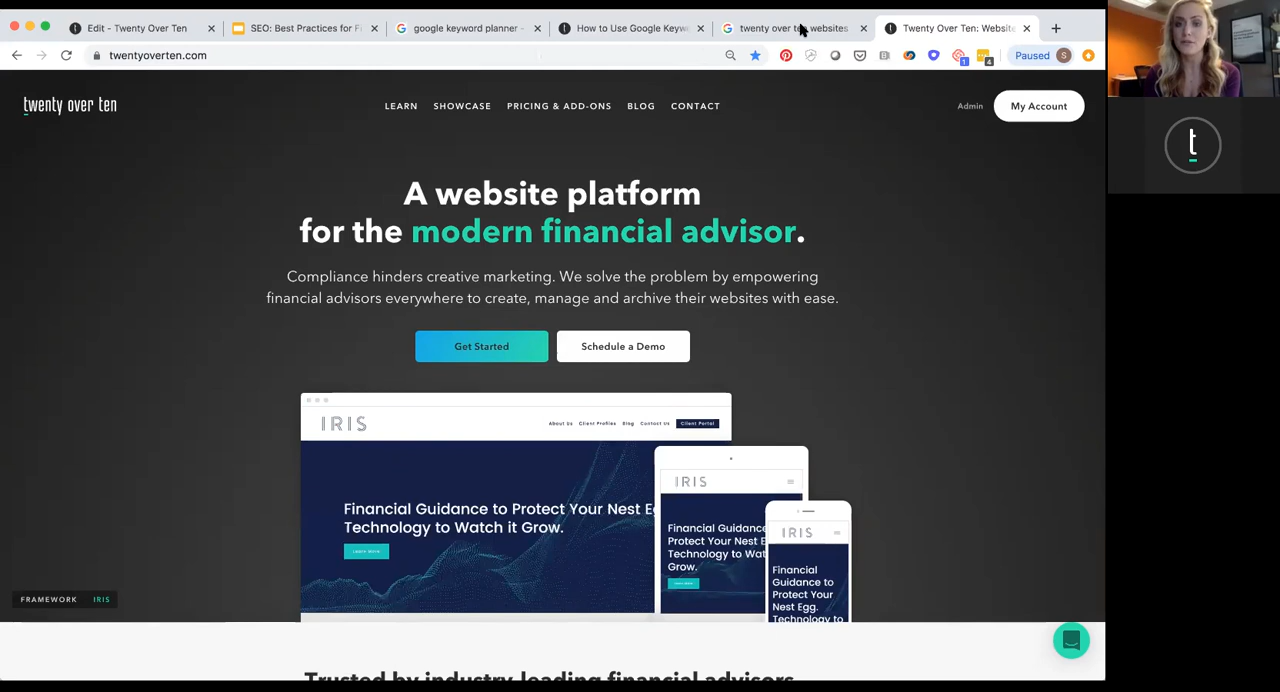 Edit - Twenty Over Ten
SEO: Best Practices for F
google keyword planner -
How to Use Google Keyw
twenty over ten websites
Twenty Over Ten: Website
twentyoverten.com
1
4
Paused
S
twenty over ten
LEARN
SHOWCASE
PRICING & ADD-ONS
BLOG
CONTACT
Admin
My Account
t
A website platform
for the modern financial advisor.
Compliance hinders creative marketing. We solve the problem by empowering
financial advisors everywhere to create, manage and archive their websites with ease.
Get Started
Schedule a Demo
IRIS
About Us
Client Profiles
Blog
Contact Us
Client Portal
Financial Guidance to Protect Your Nest E
Technology to Watch it Grow.
Learn More
IRIS
Financial Guidance
Protect Your Nest E
Technology to Wat
Grow.
IRIS
Financial
Guidance to
Protect Your
Nest Egg.
Technology to
FRAMEWORK
IRIS
Trusted by industry-leading financial advisors